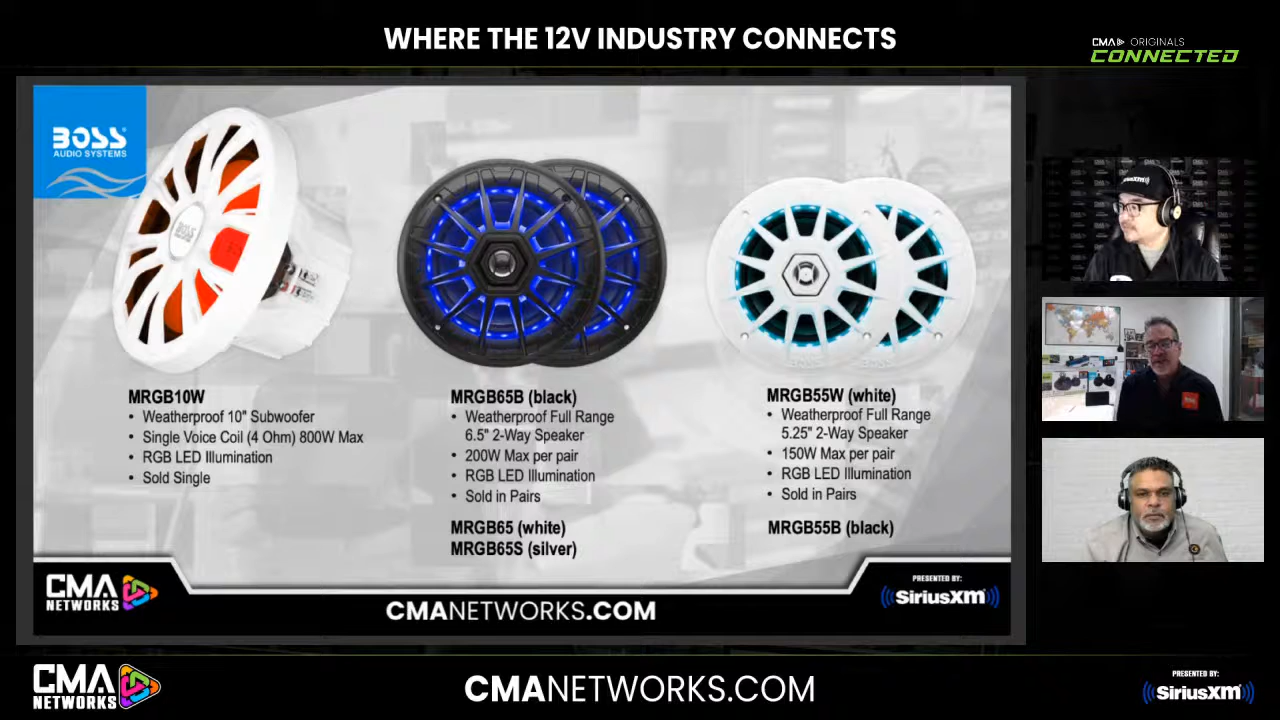 WHERE THE 12V INDUSTRY CONNECTS
CMA ORIGINALS
CONNECTED
BOSS
AUDIO SYSTEMS
MRGB10W
• Weatherproof 10" Subwoofer
• Single Voice Coil (4 Ohm) 800W Max
• RGB LED Illumination
• Sold Single
MRGB65B (black)
• Weatherproof Full Range
6.5" 2-Way Speaker
• 200W Max per pair
• RGB LED Illumination
• Sold in Pairs
MRGB65 (white)
MRGB65S (silver)
MRGB55W (white)
• Weatherproof Full Range
5.25" 2-Way Speaker
• 150W Max per pair
• RGB LED Illumination
• Sold in Pairs
MRGB55B (black)
CMA
NETWORKS
CMANETWORKS.COM
PRESENTED BY:
SiriusXM
CMA
NETWORKS
CMANETWORKS.COM
PRESENTED BY:
SiriusXM